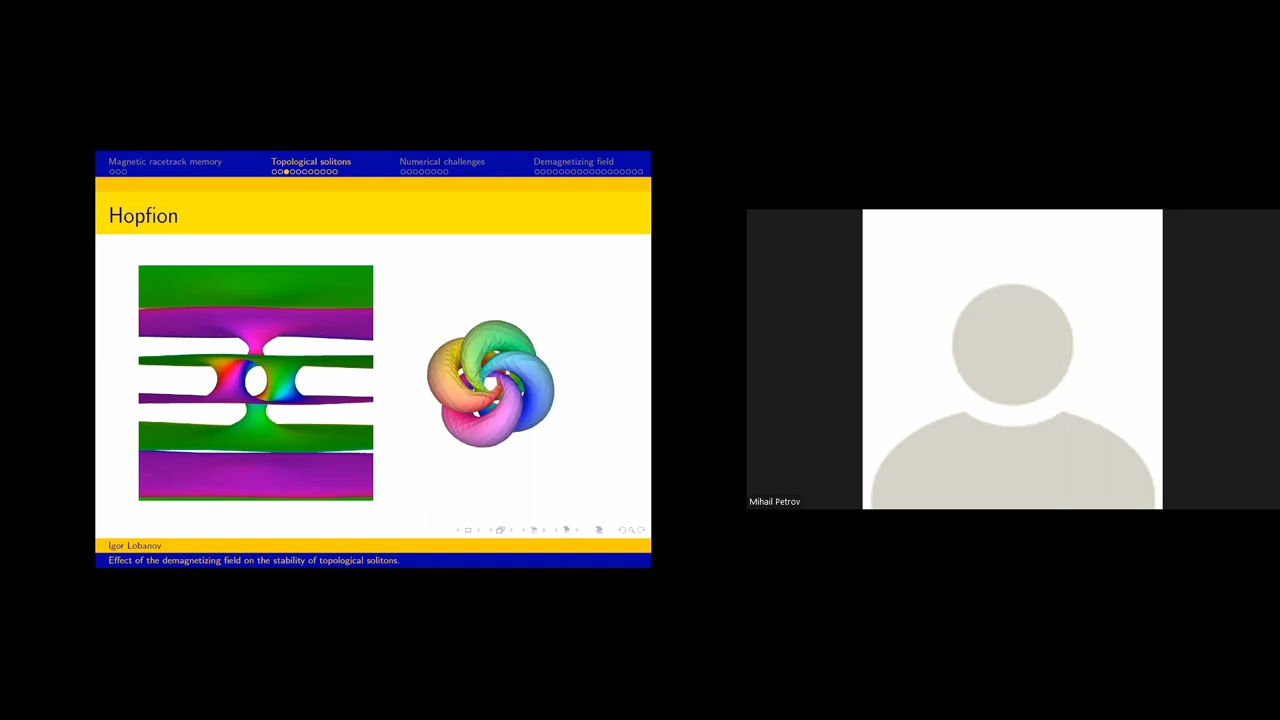 Magnetic racetrack memory
Topological solitons
Numerical challenges
Demagnetizing field
Hopfion
Igor Lobanov
Effect of the demagnetizing field on the stability of topological solitons.
Mihail Petrov